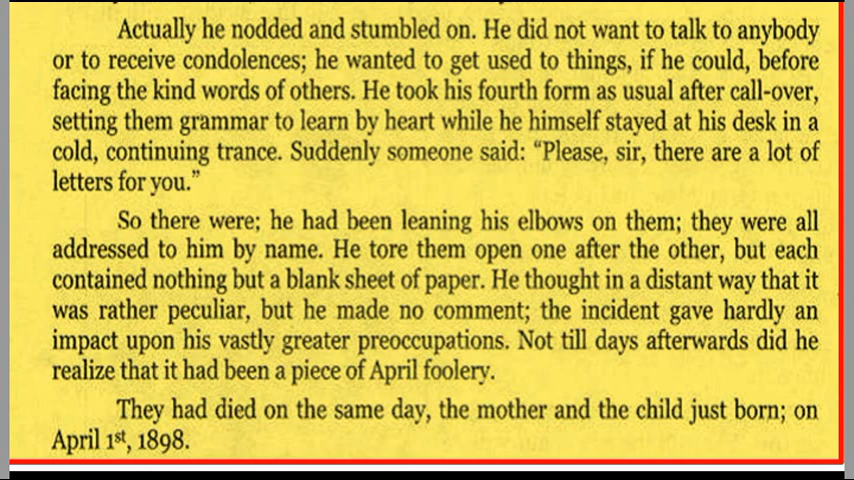 Actually he nodded and stumbled on. He did not want to talk to anybody
or to receive condolences; he wanted to get used to things, if he could, before
facing the kind words of others. He took his fourth form as usual after call-over,
setting them grammar to learn by heart while he himself stayed at his desk in a
cold, continuing trance. Suddenly someone said: “Please, sir, there are a lot of
letters for you.”
So there were; he had been leaning his elbows on them; they were all
addressed to him by name. He tore them open one after the other, but each
contained nothing but a blank sheet of paper. He thought in a distant way that it
was rather peculiar, but he made no comment; the incident gave hardly an
impact upon his vastly greater preoccupations. Not till days afterwards did he
realize that it had been a piece of April foolery.
They had died on the same day, the mother and the child just born; on
April 1st, 1898.